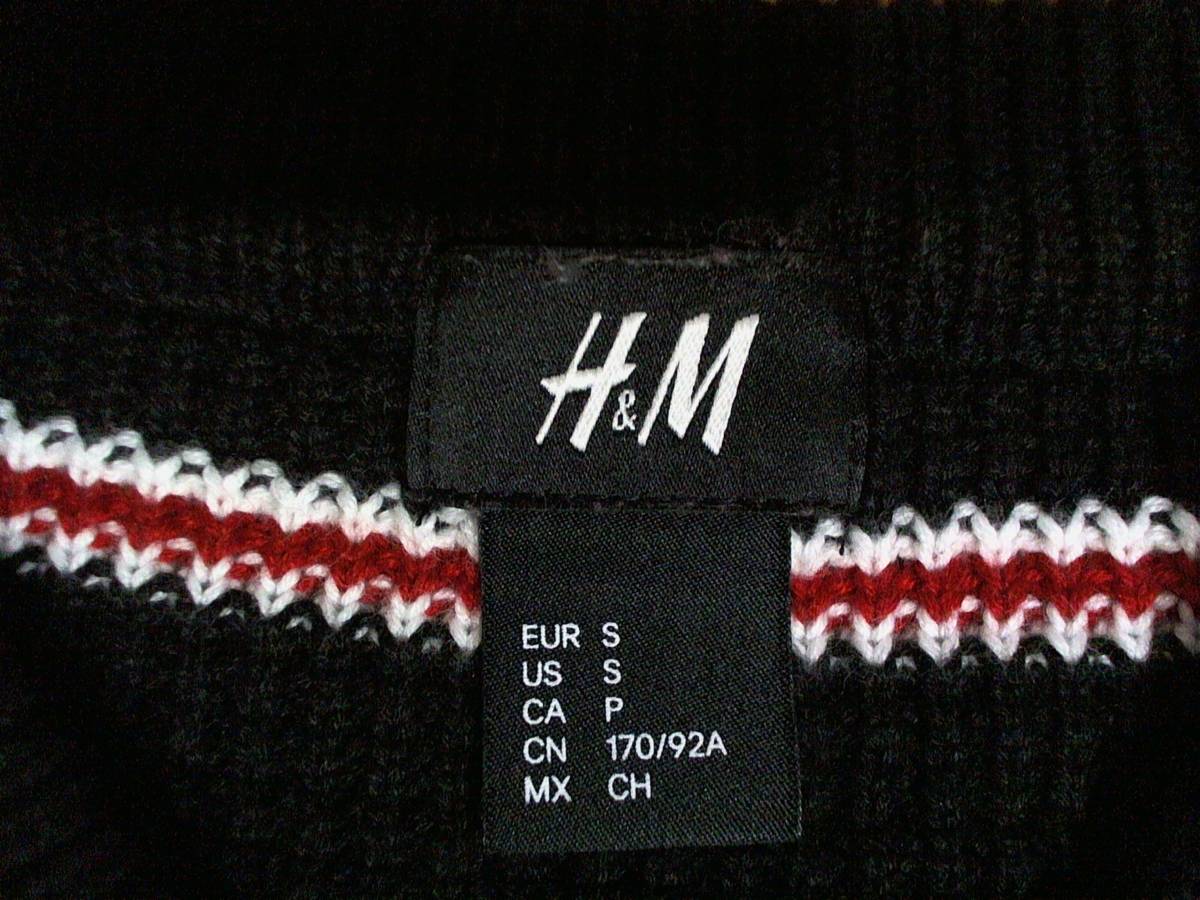 H&M
EUR S
US S
CA P
CN 170/92A
MX CH